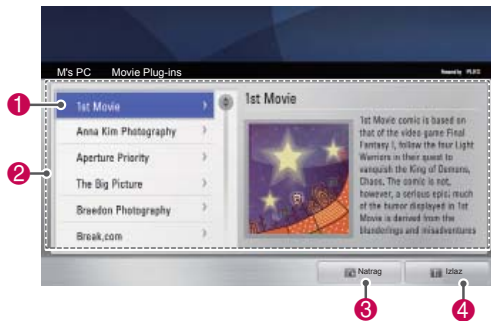 M's PC Movie Plug-ins
1st Movie
Anna Kim Photography
Aperture Priority
The Big Picture
Braedon Photography
Break.com
1st Movie
1st Movie comic is based on
that of the video-game Final
Fantasy I, follow the four Light
Warriors in their quest to
vanquish the King of Demons,
Chaos. The comic is not,
however, a serious epic; much
of the humor displayed in 1st
Movie is derived from the
blunderings and misadventures
Natrag
Izlaz
1
2
3
4